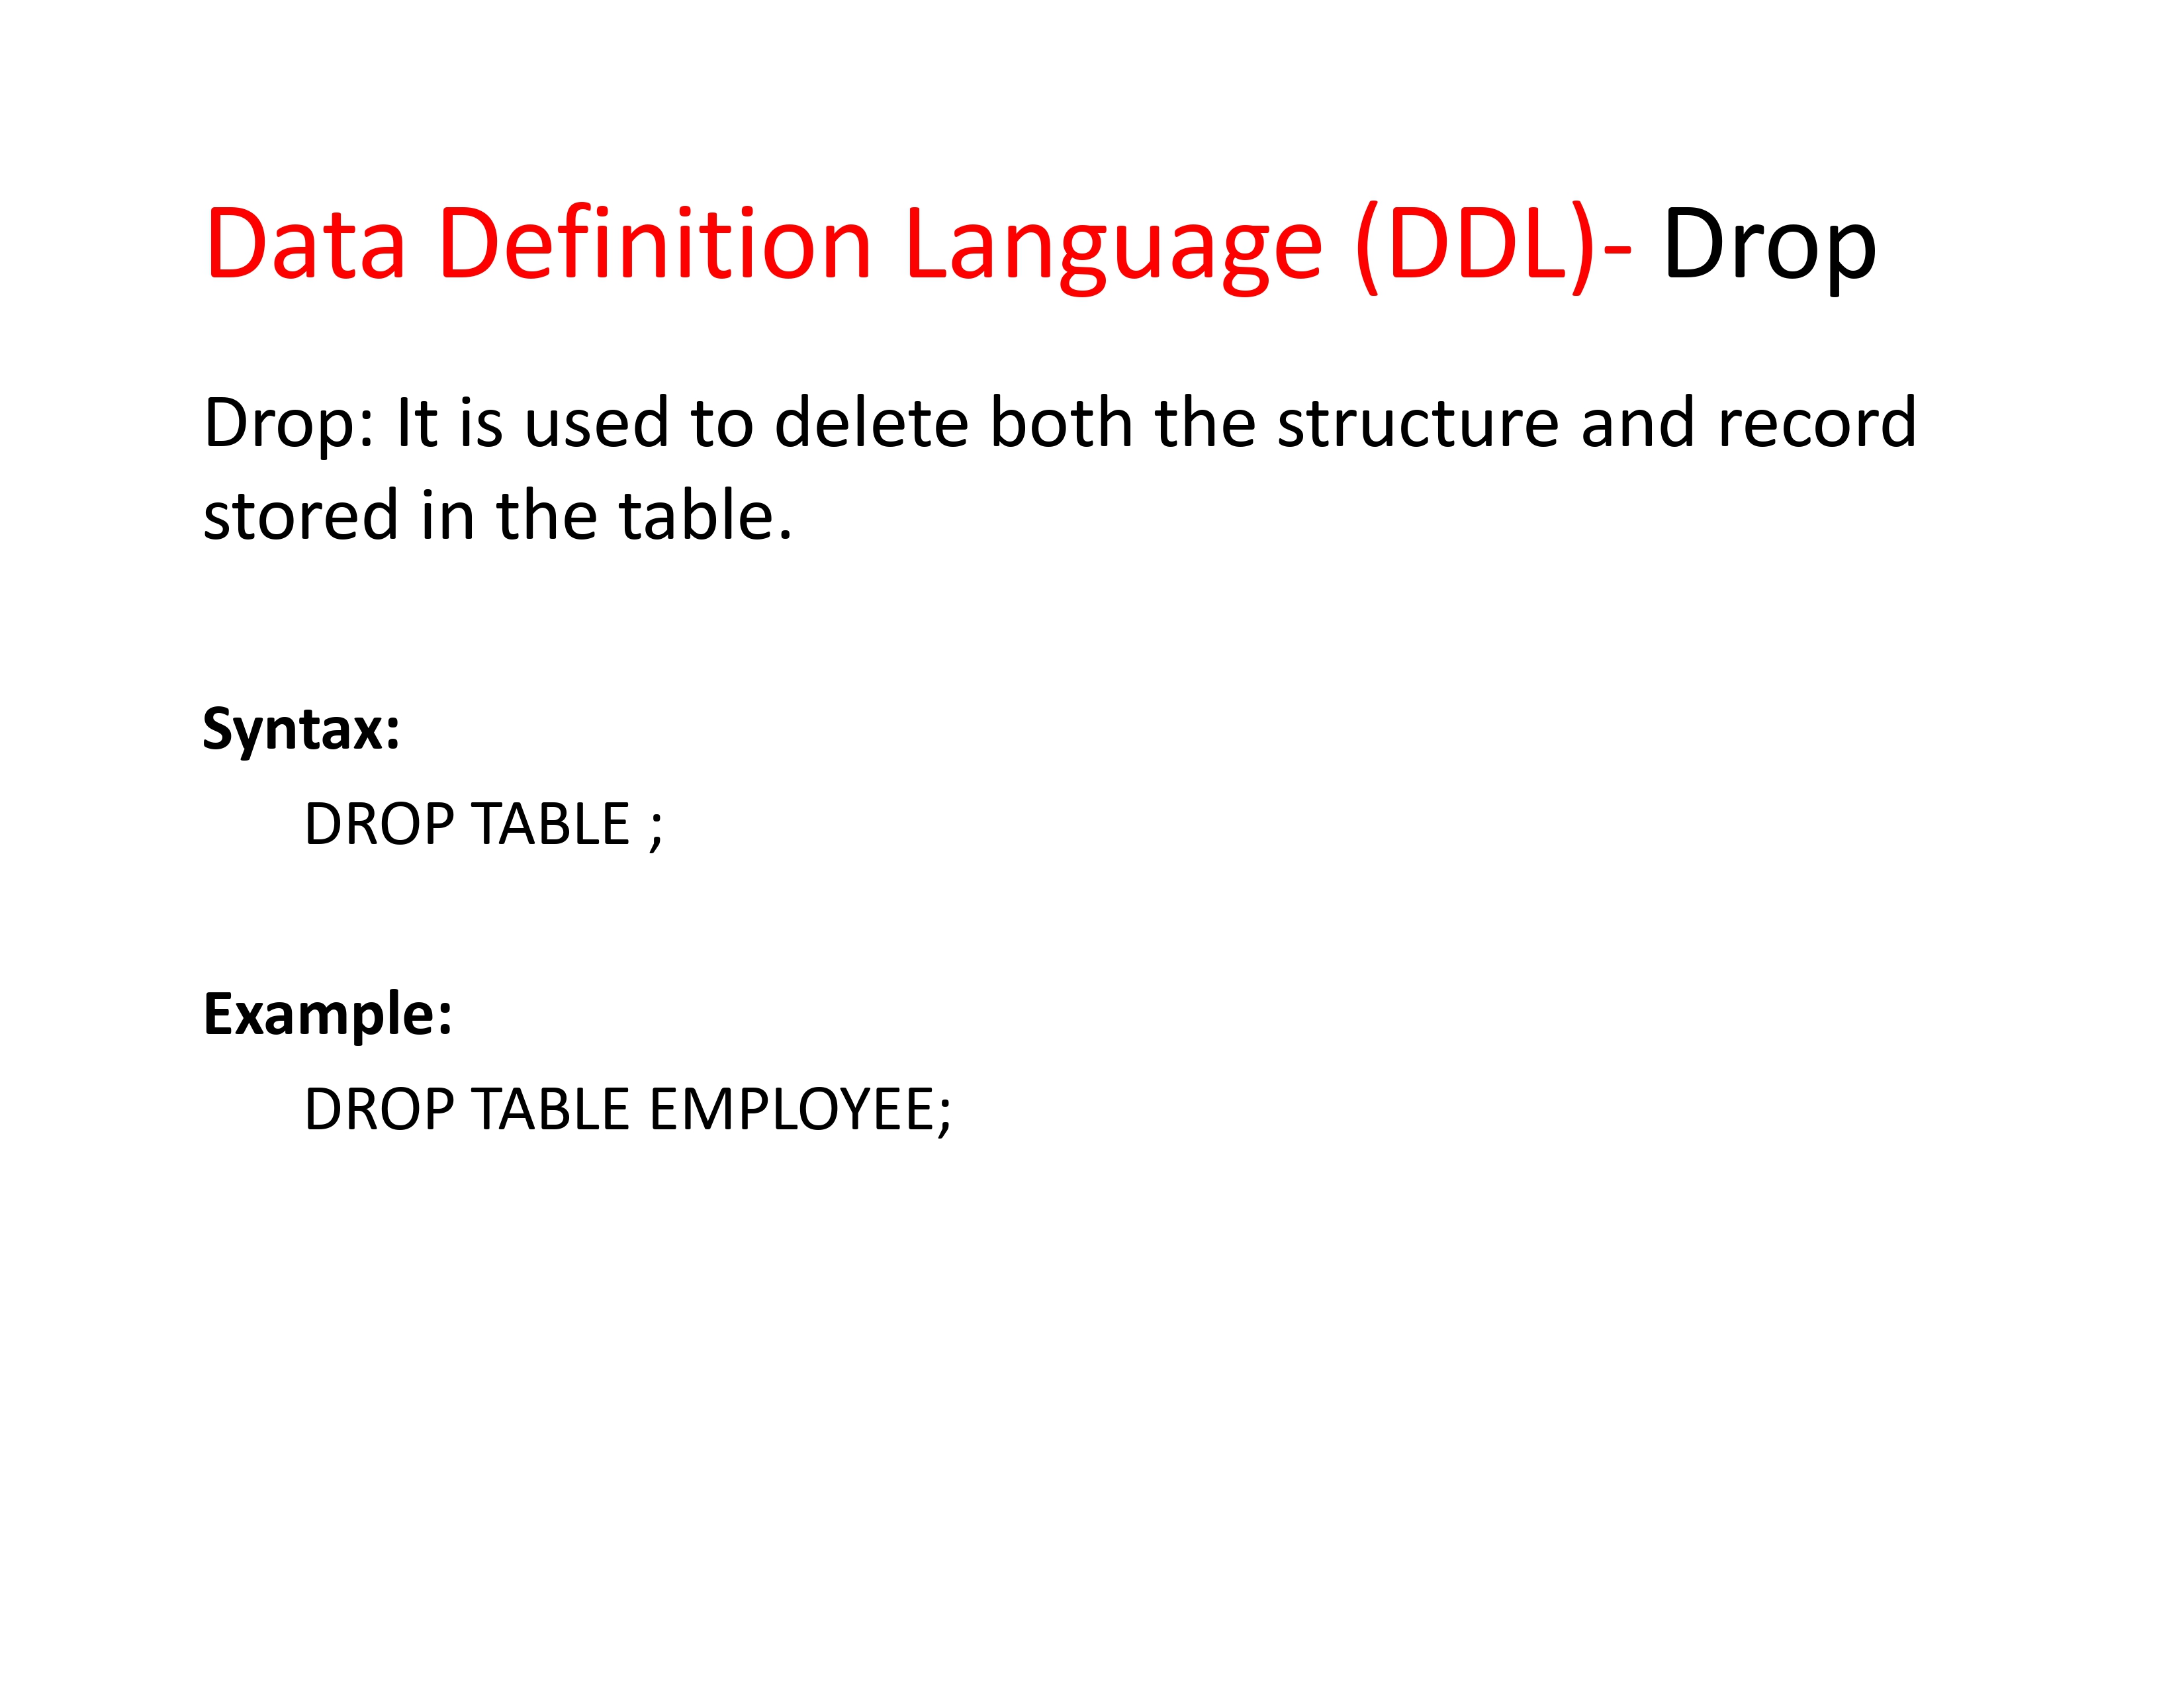 Data Definition Language (DDL)- Drop
Drop: It is used to delete both the structure and record
stored in the table.
Syntax:
DROP TABLE ;
Example:
DROP TABLE EMPLOYEE;